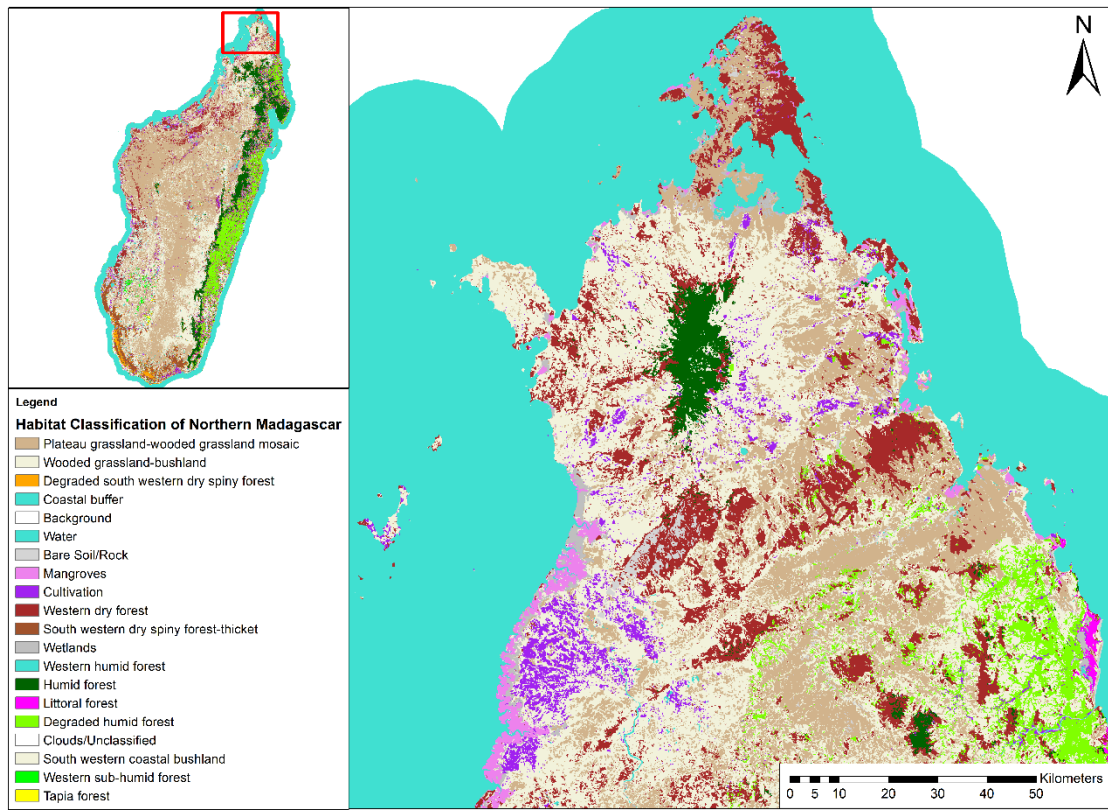 N
Legend
Habitat Classification of Northern Madagascar
Plateau grassland-wooded grassland mosaic
Wooded grassland-bushland
Degraded south western dry spiny forest
Coastal buffer
Background
Water
Bare Soil/Rock
Mangroves
Cultivation
Western dry forest
South western dry spiny forest-thicket
Wetlands
Western humid forest
Humid forest
Littoral forest
Degraded humid forest
Clouds/Unclassified
South western coastal bushland
Western sub-humid forest
Tapia forest
Kilometers
0 5 10 20 30 40 50